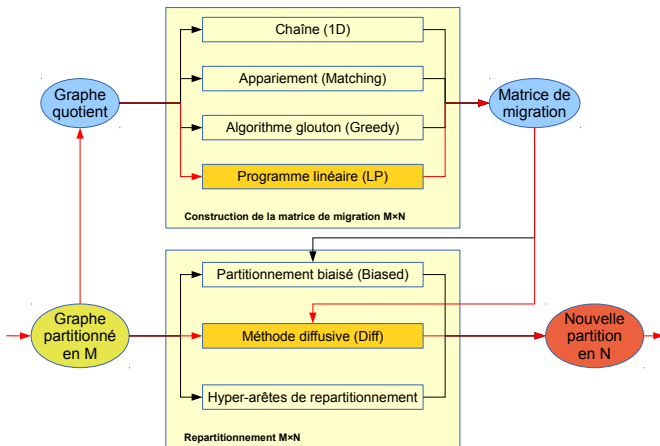 Chaîne (1D)
Appariement (Matching)
Algorithme glouton (Greedy)
Programme linéaire (LP)
Construction de la matrice de migration M×N
Graphe
quotient
Matrice de
migration
Partitionnement biaisé (Biased)
Méthode diffusive (Diff)
Hyper-arêtes de repartitionnement
Repartitionnement M×N
Graphe
partitionné
en M
Nouvelle
partition
en N